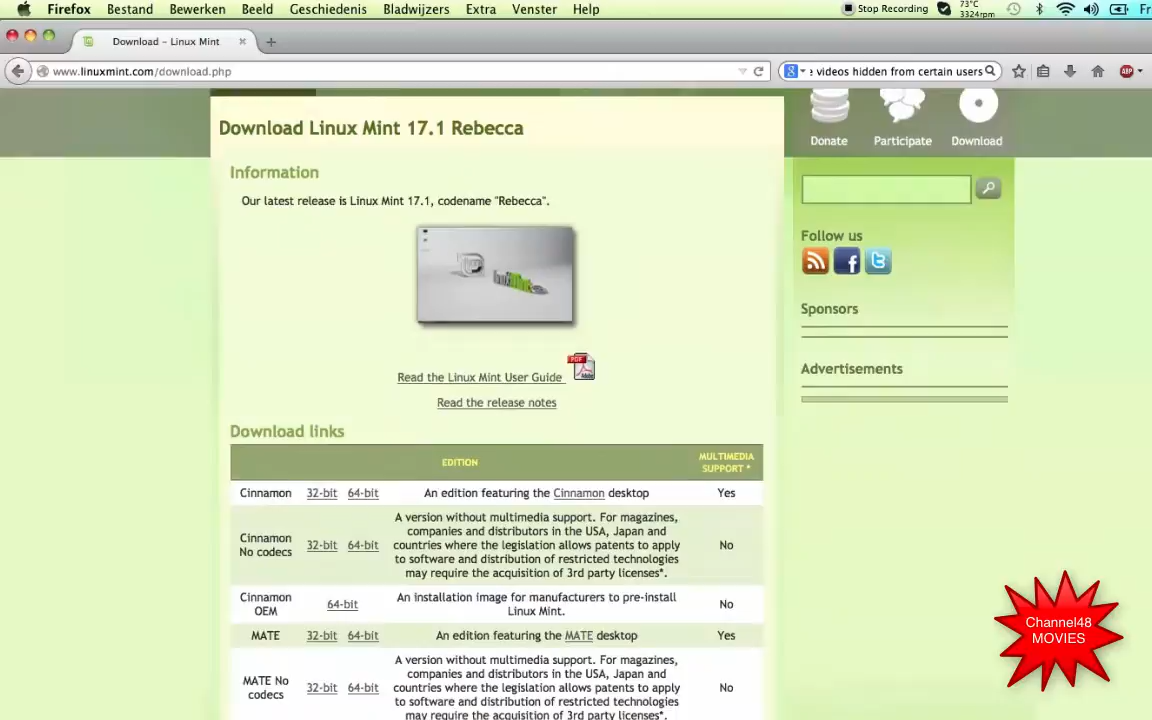 Firefox Bestand Bewerken Beeld Geschiedenis Bladwijzers Extra Venster Help Stop Recording 73°C 3324rpm Fr
Download – Linux Mint
www.linuxmint.com/download.php videos hidden from certain users ABP
Donate Participate Download
Download Linux Mint 17.1 Rebecca
Information
Our latest release is Linux Mint 17.1, codename "Rebecca".
Follow us
Sponsors
Advertisements
PDF
Read the Linux Mint User Guide
Read the release notes
Download links
EDITION MULTIMEDIA
SUPPORT *
Cinnamon 32-bit 64-bit An edition featuring the Cinnamon desktop Yes
Cinnamon No codecs 32-bit 64-bit A version without multimedia support. For magazines,
companies and distributors in the USA, Japan and
countries where the legislation allows patents to apply
to software and distribution of restricted technologies
may require the acquisition of 3rd party licenses*.
No
Cinnamon OEM 64-bit An installation image for manufacturers to pre-install
Linux Mint.
No
MATE 32-bit 64-bit An edition featuring the MATE desktop Yes
MATE No codecs 32-bit 64-bit A version without multimedia support. For magazines,
companies and distributors in the USA, Japan and
countries where the legislation allows patents to apply
to software and distribution of restricted technologies
may require the acquisition of 3rd party licenses*.
No
Channel48
MOVIES